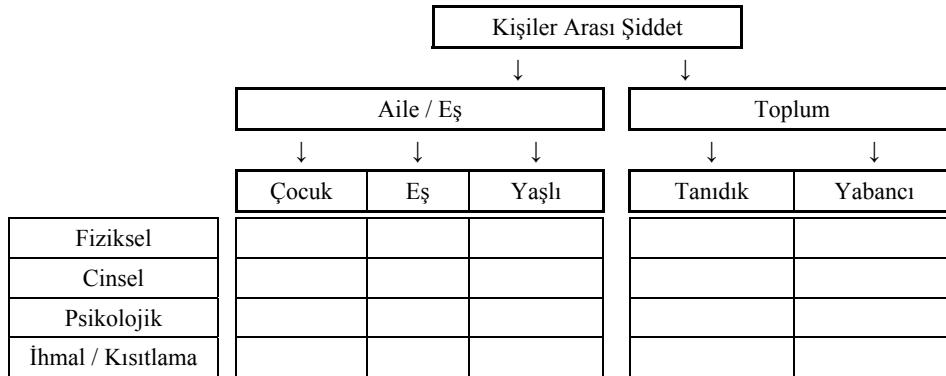 Kişiler Arası Şiddet
↓ ↓
Aile / Eş Toplum
↓ ↓ ↓ ↓ ↓
Çocuk Eş Yaşlı Tanıdık Yabancı
Fiziksel
Cinsel
Psikolojik
İhmal / Kısıtlama